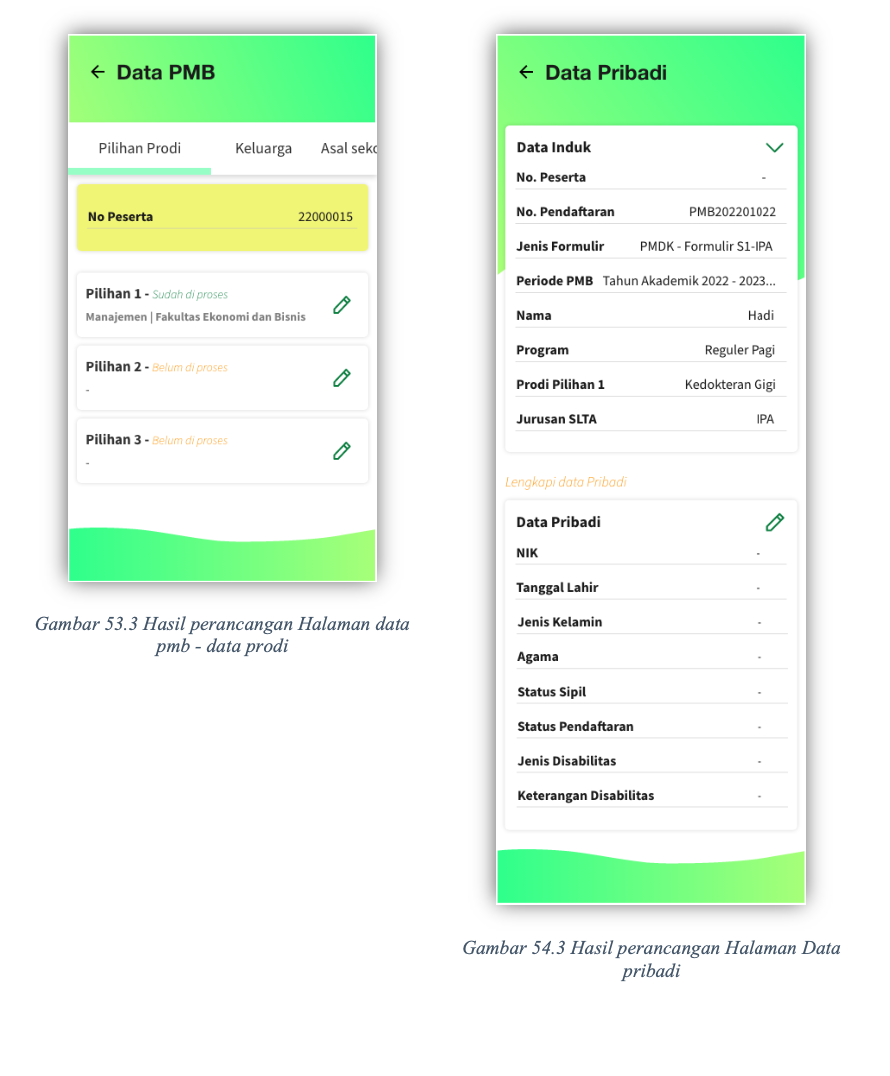 Data PMB
Pilihan Prodi Keluarga Asal seko
No Peserta 22000015
Pilihan 1 - Sudah di proses
Manajemen | Fakultas Ekonomi dan Bisnis
Pilihan 2 - Belum di proses
-
Pilihan 3 - Belum di proses
-
Gambar 53.3 Hasil perancangan Halaman data
pmb - data prodi
Data Pribadi
Data Induk
No. Peserta -
No. Pendaftaran PMB202201022
Jenis Formulir PMDK - Formulir S1-IPA
Periode PMB Tahun Akademik 2022 - 2023...
Nama Hadi
Program Reguler Pagi
Prodi Pilihan 1 Kedokteran Gigi
Jurusan SLTA IPA
Lengkapi data Pribadi
Data Pribadi
NIK -
Tanggal Lahir -
Jenis Kelamin -
Agama -
Status Sipil -
Status Pendaftaran -
Jenis Disabilitas -
Keterangan Disabilitas -
Gambar 54.3 Hasil perancangan Halaman Data
pribadi